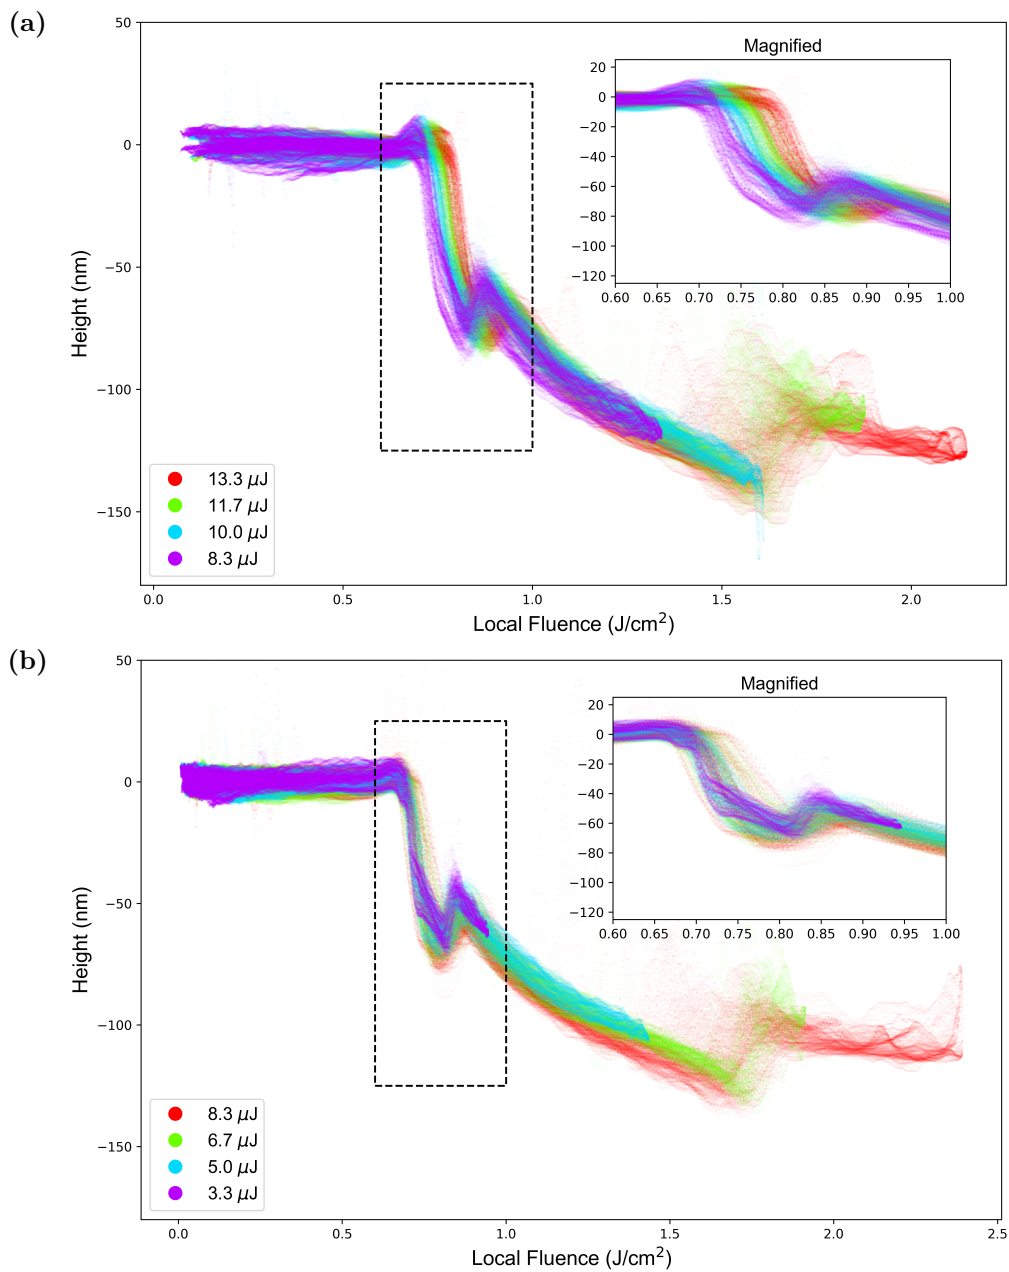 (a)
50
0
−50
−100
−150
Height (nm)
0.0 0.5 1.0 1.5 2.0
Local Fluence (J/cm²)
Magnified
20
0
−20
−40
−60
−80
−100
−120
0.60 0.65 0.70 0.75 0.80 0.85 0.90 0.95 1.00
13.3 μJ
11.7 μJ
10.0 μJ
8.3 μJ
(b)
50
0
−50
−100
−150
Height (nm)
0.0 0.5 1.0 1.5 2.0 2.5
Local Fluence (J/cm²)
Magnified
20
0
−20
−40
−60
−80
−100
−120
0.60 0.65 0.70 0.75 0.80 0.85 0.90 0.95 1.00
8.3 μJ
6.7 μJ
5.0 μJ
3.3 μJ